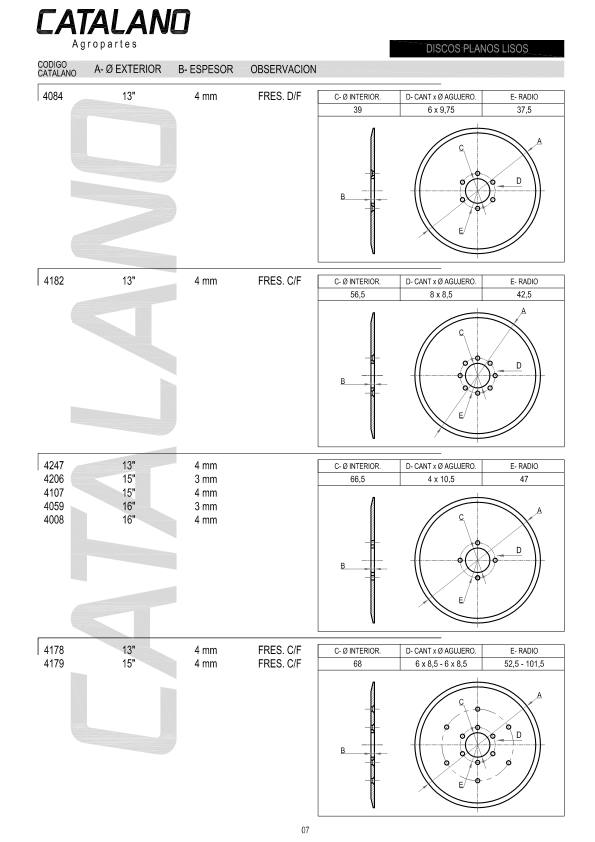 CATALANO
Agropartes
DISCOS PLANOS LISOS
CODIGO CATALANO A- Ø EXTERIOR B- ESPESOR OBSERVACION
4084 13" 4 mm FRES. D/F
C- Ø INTERIOR. D- CANT x Ø AGUJERO. E- RADIO
39 6 x 9,75 37,5
A
C
D
B
E
4182 13" 4 mm FRES. C/F
C- Ø INTERIOR. D- CANT x Ø AGUJERO. E- RADIO
56,5 8 x 8,5 42,5
A
C
D
B
E
4247 13" 4 mm
4206 15" 3 mm
4107 15" 4 mm
4059 16" 3 mm
4008 16" 4 mm
C- Ø INTERIOR. D- CANT x Ø AGUJERO. E- RADIO
66,5 4 x 10,5 47
A
C
D
B
E
4178 13" 4 mm FRES. C/F
4179 15" 4 mm FRES. C/F
C- Ø INTERIOR. D- CANT x Ø AGUJERO. E- RADIO
68 6 x 8,5 - 6 x 8,5 52,5 - 101,5
A
C
D
B
E
CATALANO
07